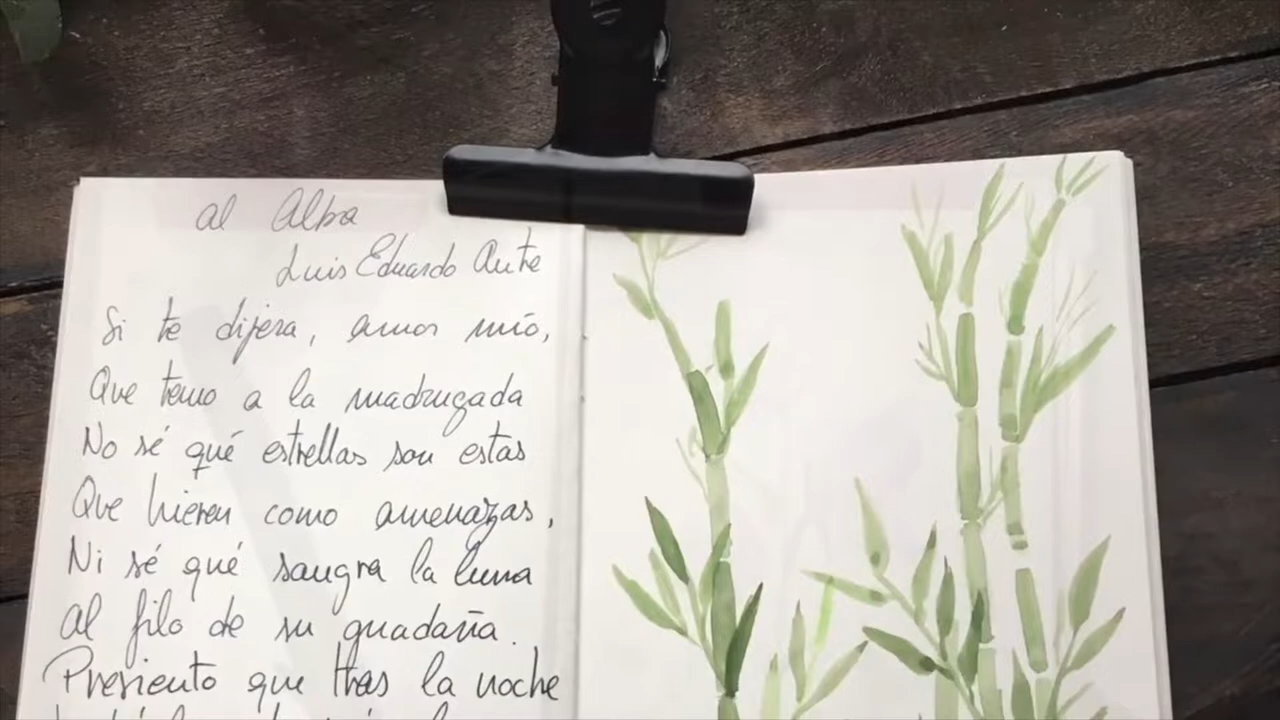 al Alba
Luis Eduardo Aute
Si te dijera, amor mío,
Que temo a la madrugada
No sé qué estrellas son estas
Que hieren como amenazas,
Ni sé qué sangra la luna
al filo de su guadaña.
Presiento que tras la noche